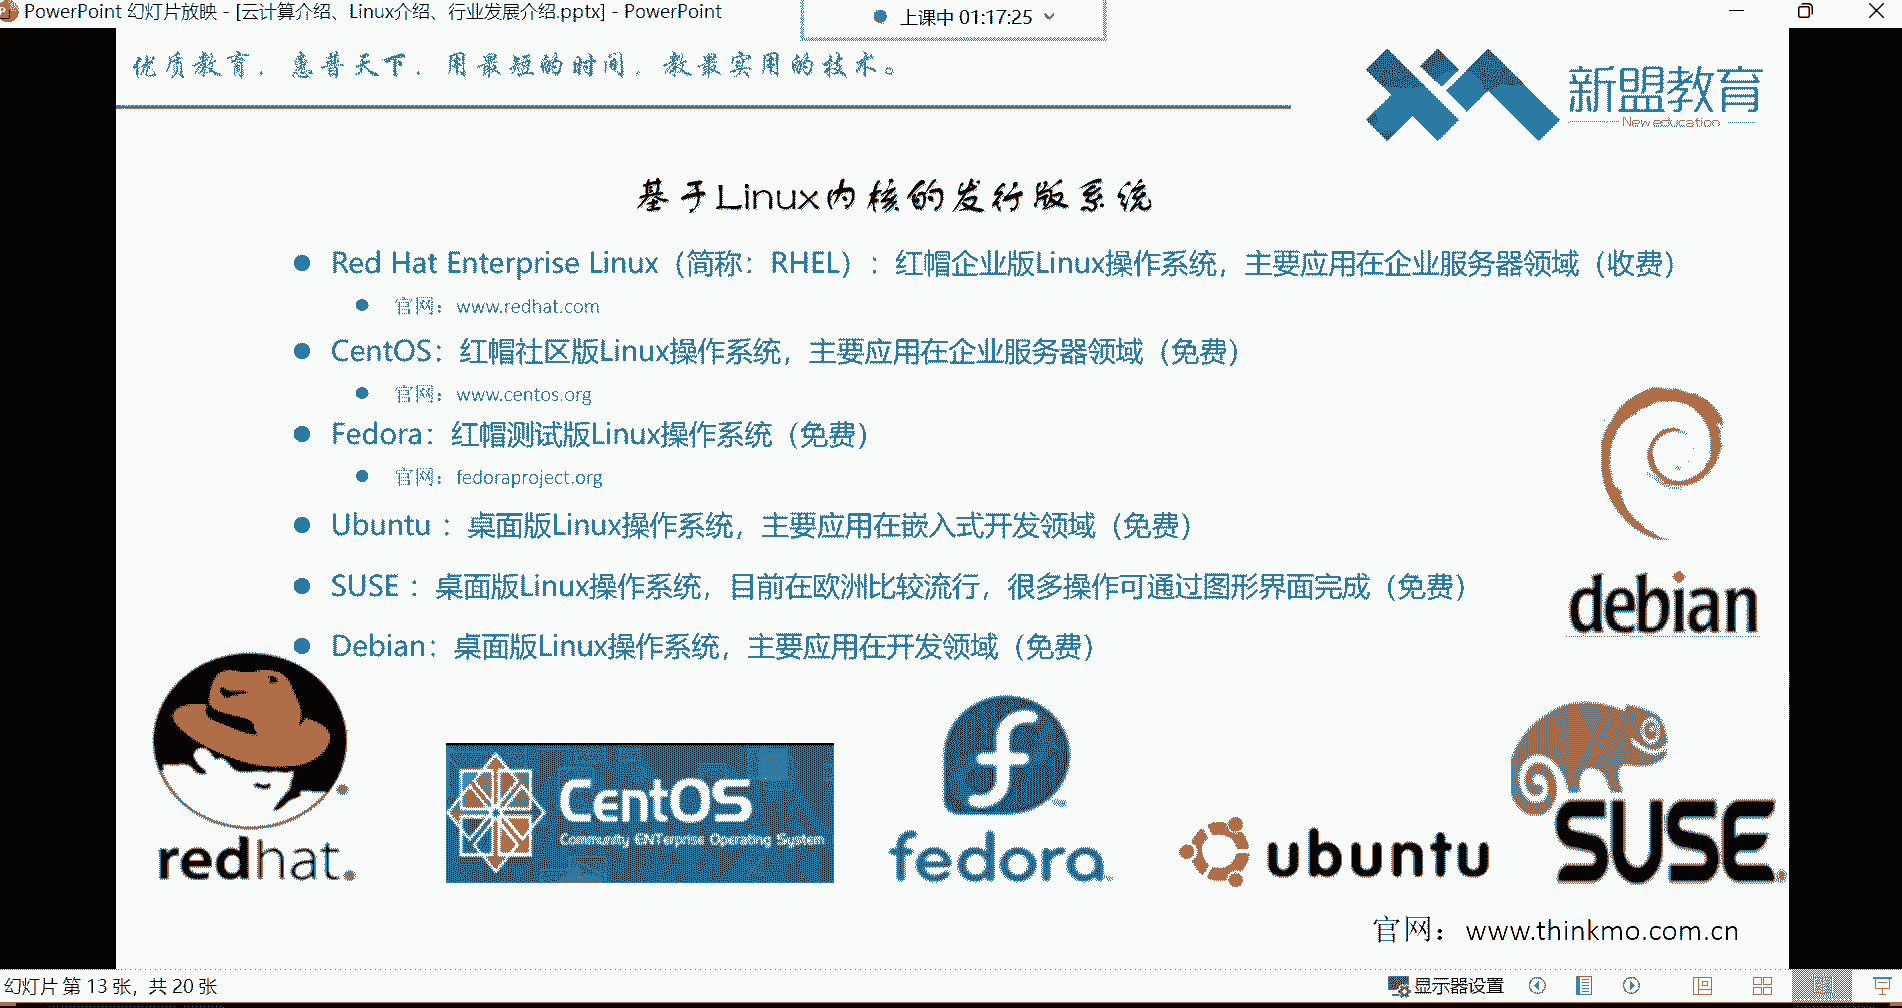 PowerPoint 幻灯片放映 - [云计算介绍、Linux介绍、行业发展介绍.pptx] - PowerPoint
上课中 01:17:25
优质教育，惠普天下，用最短的时间，教最实用的技术。
新盟教育
New education
基于Linux内核的发行版系统
Red Hat Enterprise Linux（简称：RHEL）：红帽企业版Linux操作系统，主要应用在企业服务器领域（收费）
官网：www.redhat.com
CentOS：红帽社区版Linux操作系统，主要应用在企业服务器领域（免费）
官网：www.centos.org
Fedora：红帽测试版Linux操作系统（免费）
官网：fedoraproject.org
Ubuntu ：桌面版Linux操作系统，主要应用在嵌入式开发领域（免费）
SUSE ：桌面版Linux操作系统，目前在欧洲比较流行，很多操作可通过图形界面完成（免费）
Debian：桌面版Linux操作系统，主要应用在开发领域（免费）
debian
redhat.
CentOS
Community ENTerprise Operating System
fedora
ubuntu
SUSE
官网：www.thinkmo.com.cn
幻灯片 第 13 张，共 20 张
显示器设置